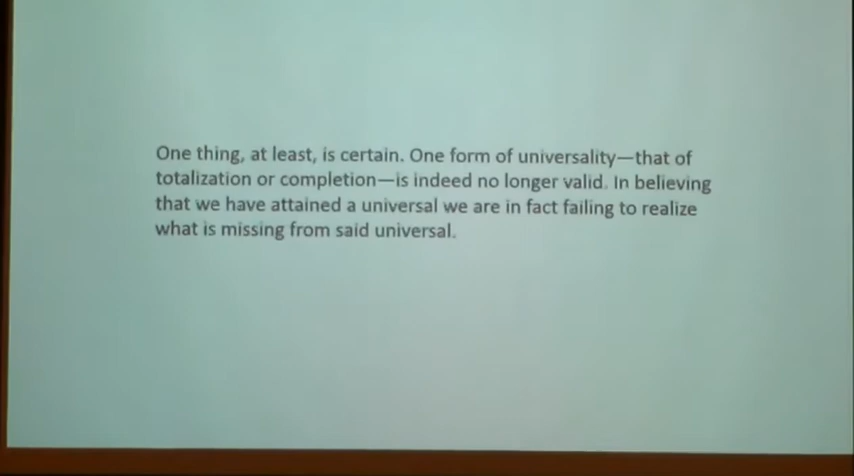 One thing, at least, is certain. One form of universality—that of
totalization or completion—is indeed no longer valid. In believing
that we have attained a universal we are in fact failing to realize
what is missing from said universal.